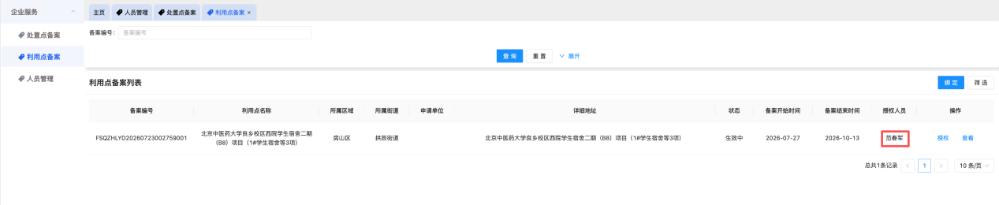 企业服务
处置点备案
利用点备案
人员管理
主页 人员管理 处置点备案 利用点备案 ×
备案编号： 备案编号
查 询 重 置 展开
利用点备案列表
绑 定 筛 选
备案编号 利用点名称 所属区域 所属街道 申请单位 详细地址 状态 备案开始时间 备案结束时间 授权人员 操作
FSQZHLYD20260723002759001 北京中医药大学良乡校区西院学生宿舍二期
（B8）项目（1#学生宿舍等3项） 房山区 拱辰街道 北京中医药大学良乡校区西院学生宿舍二期（B8）项目（1#学生宿舍等3项） 生效中 2026-07-27 2026-10-13 范春军 授权 查看
总共1条记录 < 1 > 10 条/页